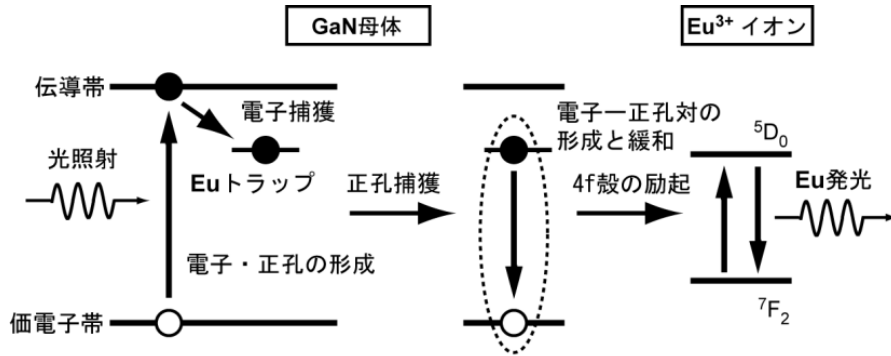 GaN母体
Eu³⁺ イオン
伝導帯
電子捕獲
電子ー正孔対の
形成と緩和
⁵D₀
光照射
Euトラップ
正孔捕獲
4f殻の励起
Eu発光
電子・正孔の形成
⁷F₂
価電子帯